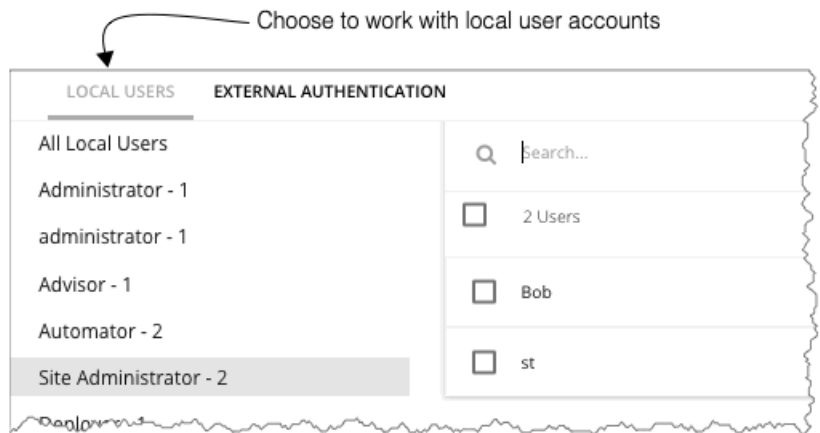 Choose to work with local user accounts
LOCAL USERS EXTERNAL AUTHENTICATION
All Local Users
Administrator - 1
administrator - 1
Advisor - 1
Automator - 2
Site Administrator - 2
Search...
2 Users
Bob
st